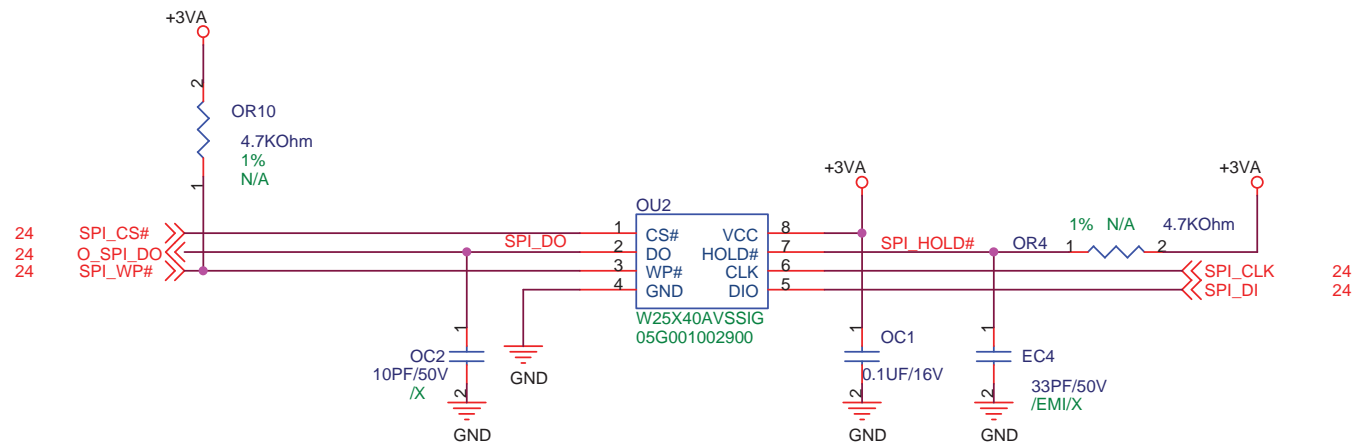 +3VA
2
OR10
4.7KOhm
1%
N/A
1
+3VA
+3VA
OU2
1% N/A 4.7KOhm
24 SPI_CS# 1 CS# VCC 8
24 O_SPI_DO SPI_DO 2 DO HOLD# 7 SPI_HOLD# OR4 1 2
24 SPI_WP# 3 WP# CLK 6 SPI_CLK 24
4 GND DIO 5 SPI_DI 24
W25X40AVSSIG
05G001002900
1
OC2
10PF/50V
/X
2
GND
GND
1
OC1
0.1UF/16V
2
GND
1
EC4
33PF/50V
/EMI/X
2
GND